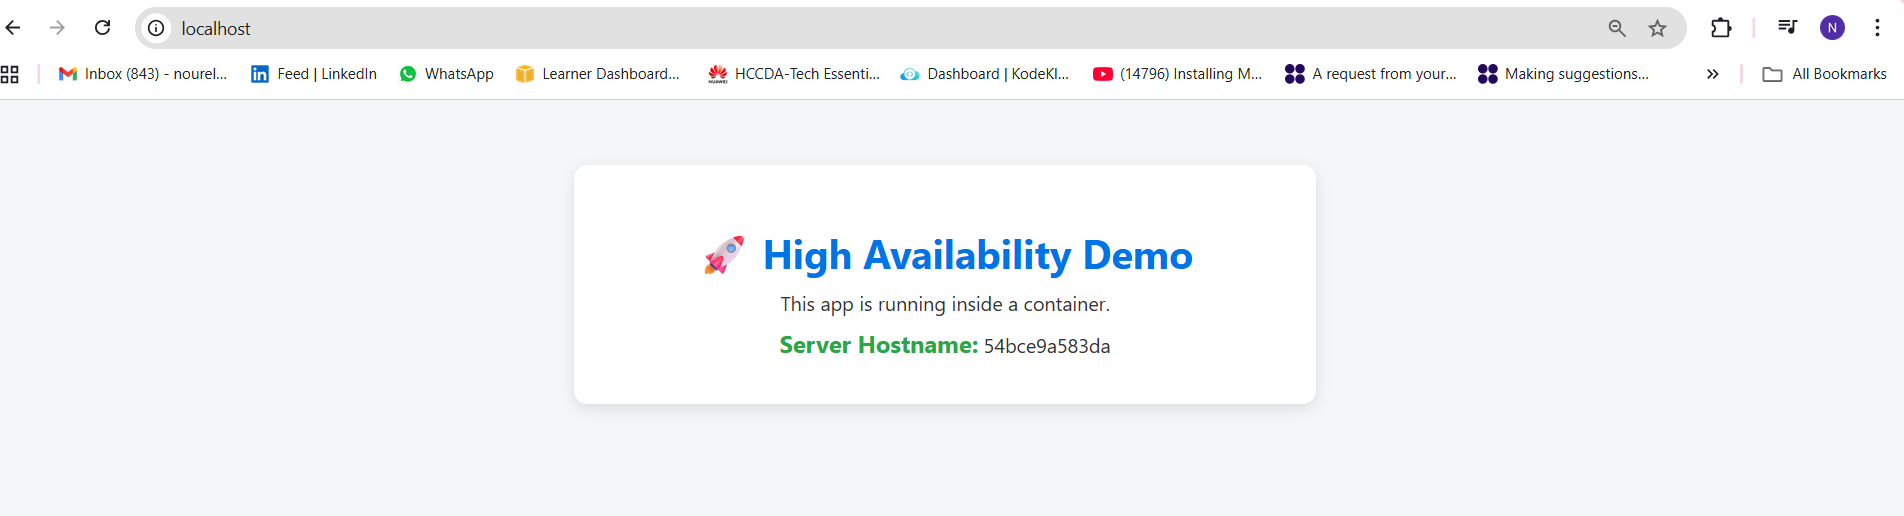 localhost
N
Inbox (843) - nourel...
Feed | LinkedIn
WhatsApp
Learner Dashboard...
HUAWEI
HCCDA-Tech Essenti...
Dashboard | KodeKl...
(14796) Installing M...
A request from your...
Making suggestions...
»
All Bookmarks
🚀 High Availability Demo
This app is running inside a container.
Server Hostname: 54bce9a583da